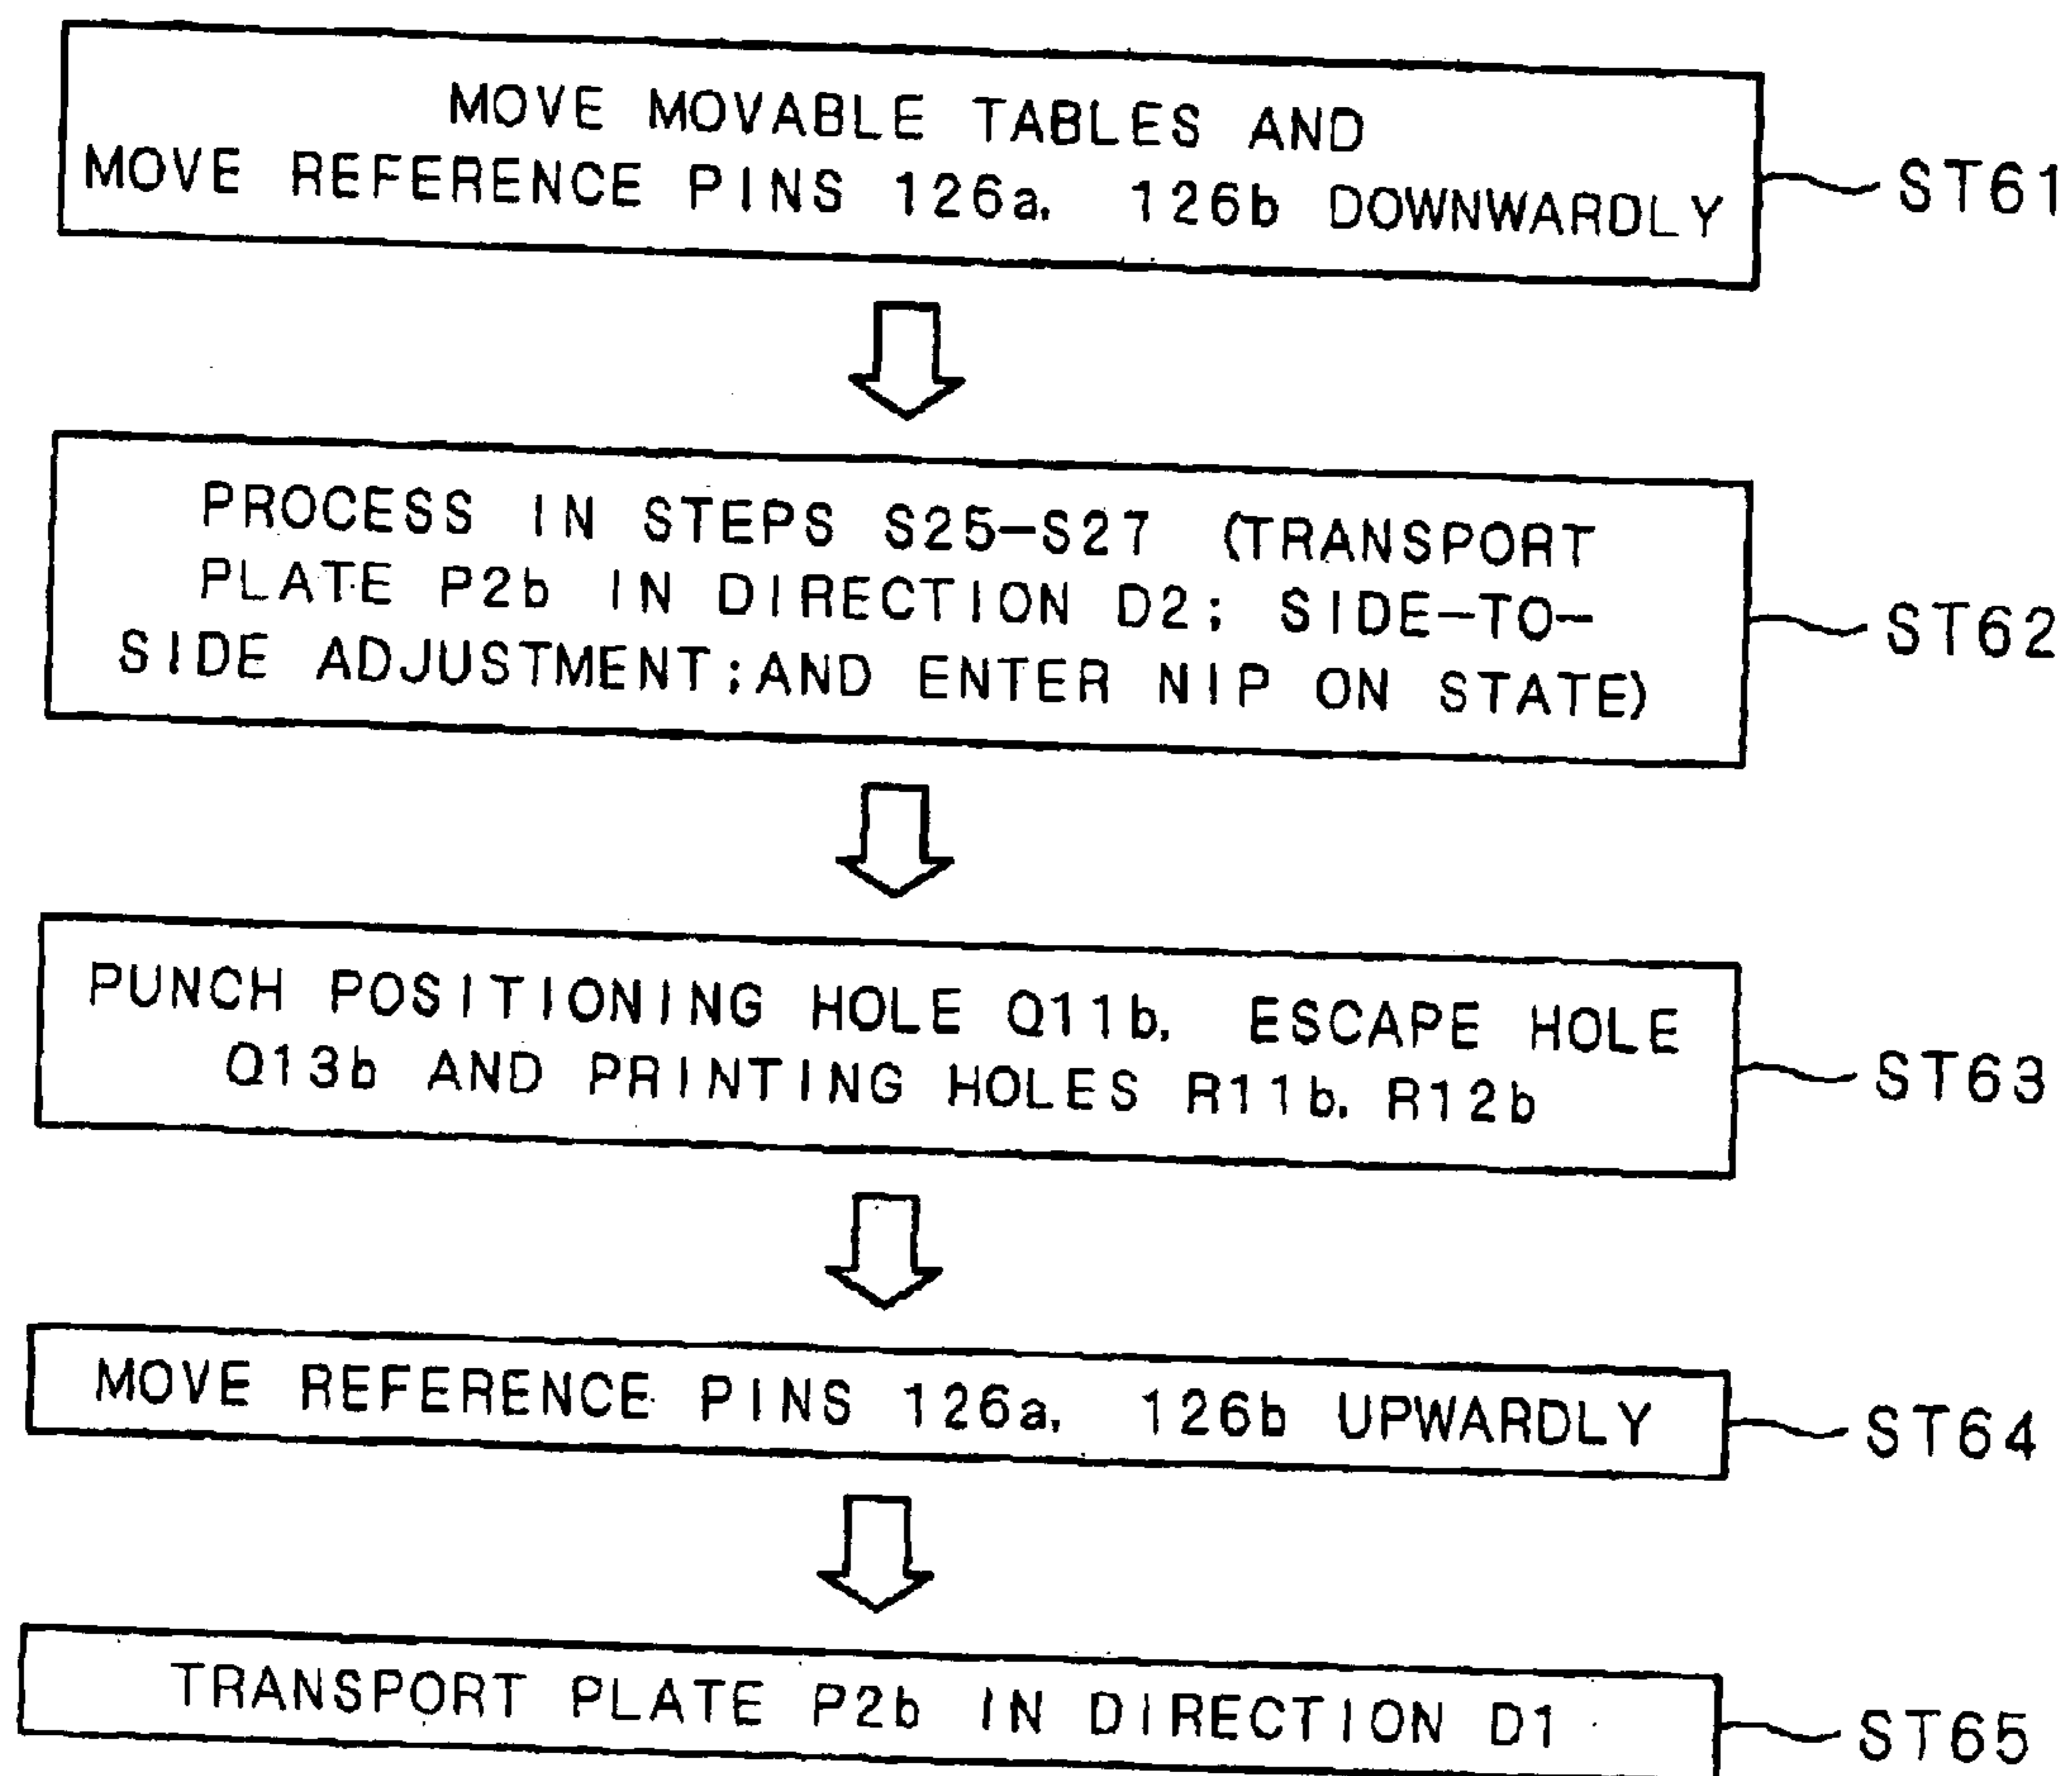 MOVE MOVABLE TABLES AND
MOVE REFERENCE PINS 126a, 126b DOWNWARDLY
ST61
PROCESS IN STEPS S25-S27 (TRANSPORT
PLATE P2b IN DIRECTION D2; SIDE-TO-
SIDE ADJUSTMENT;AND ENTER NIP ON STATE)
ST62
PUNCH POSITIONING HOLE Q11b, ESCAPE HOLE
Q13b AND PRINTING HOLES R11b, R12b
ST63
MOVE REFERENCE PINS 126a, 126b UPWARDLY
ST64
TRANSPORT PLATE P2b IN DIRECTION D1
ST65